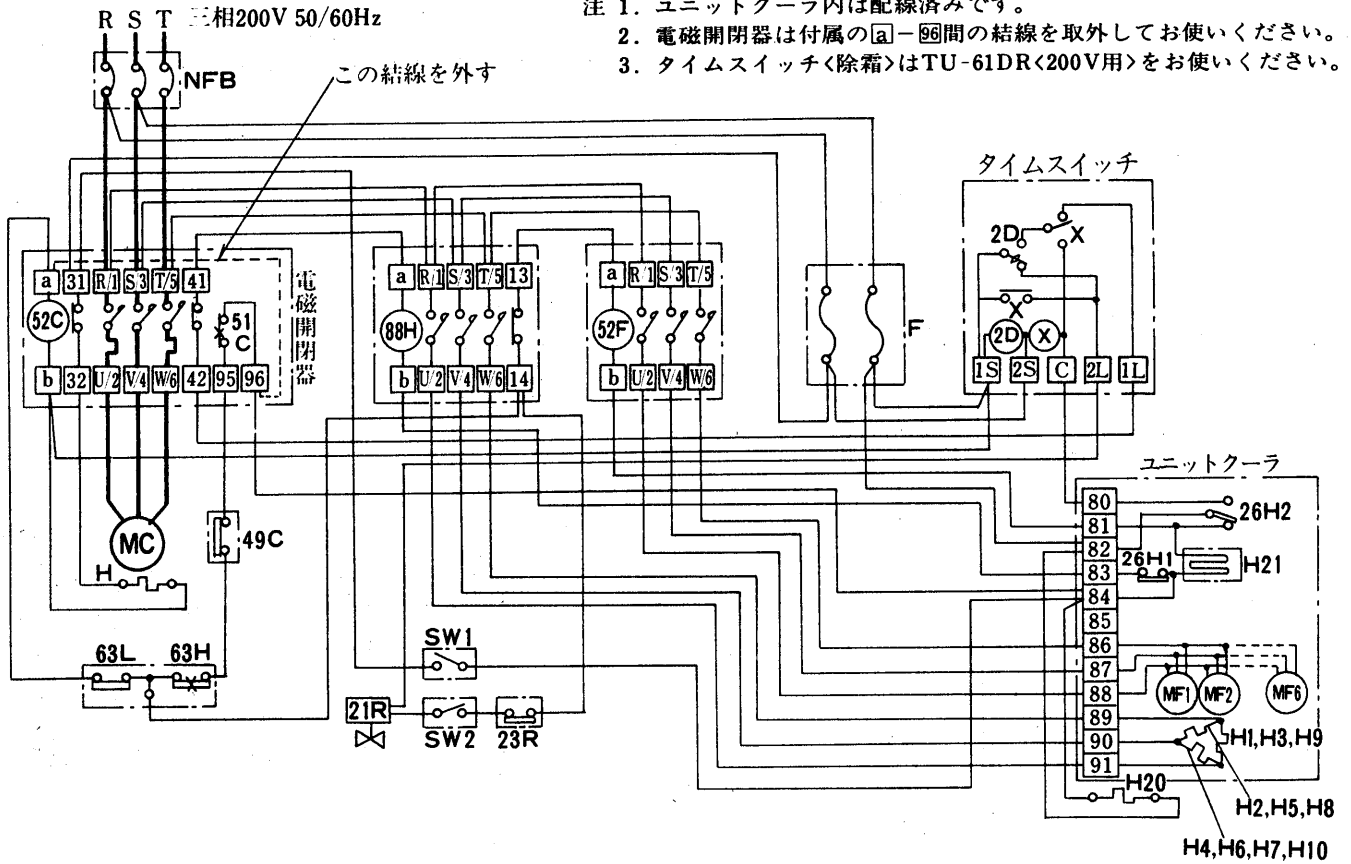 R S T 三相200V 50/60Hz
注 1. ユニットクーラ内は配線済みです。
2. 電磁開閉器は付属のa－96間の結線を取外してお使いください。
3. タイムスイッチ<除霜>はTU-61DR<200V用>をお使いください。
NFB
この結線を外す
タイムスイッチ
2D X
X
2D X
1S 2S C 2L 1L
a 31 R/1 S/3 T/5 41
52C
51C
b 32 U/2 V/4 W/6 42 95 96
電磁開閉器
a R/1 S/3 T/5 13
88H
b U/2 V/4 W/6 14
a R/1 S/3 T/5
52F
b U/2 V/4 W/6
F
ユニットクーラ
MC
49C
H
63L 63H
SW1
21R
SW2 23R
80
81
82
83
84
85
86
87
88
89
90
91
26H2
26H1
H21
MF1 MF2 MF6
H1,H3,H9
H20
H2,H5,H8
H4,H6,H7,H10